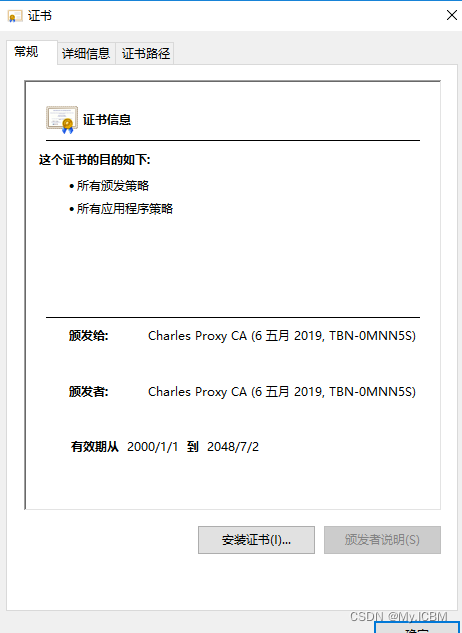 证书
常规 详细信息 证书路径
证书信息
这个证书的目的如下:
• 所有颁发策略
• 所有应用程序策略
颁发给: Charles Proxy CA (6 五月 2019, TBN-0MNN5S)
颁发者: Charles Proxy CA (6 五月 2019, TBN-0MNN5S)
有效期从 2000/1/1 到 2048/7/2
安装证书(I)... 颁发者说明(S)
CSDN @My.ICBM
确定